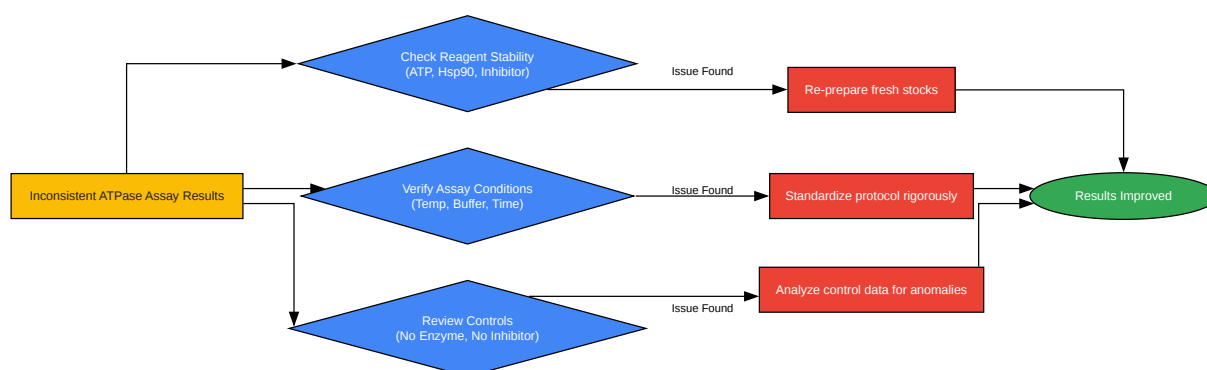 Check Reagent Stability
(ATP, Hsp90, Inhibitor)
Issue Found
Re-prepare fresh stocks
Inconsistent ATPase Assay Results
Verify Assay Conditions
(Temp, Buffer, Time)
Issue Found
Standardize protocol rigorously
Results Improved
Review Controls
(No Enzyme, No Inhibitor)
Issue Found
Analyze control data for anomalies